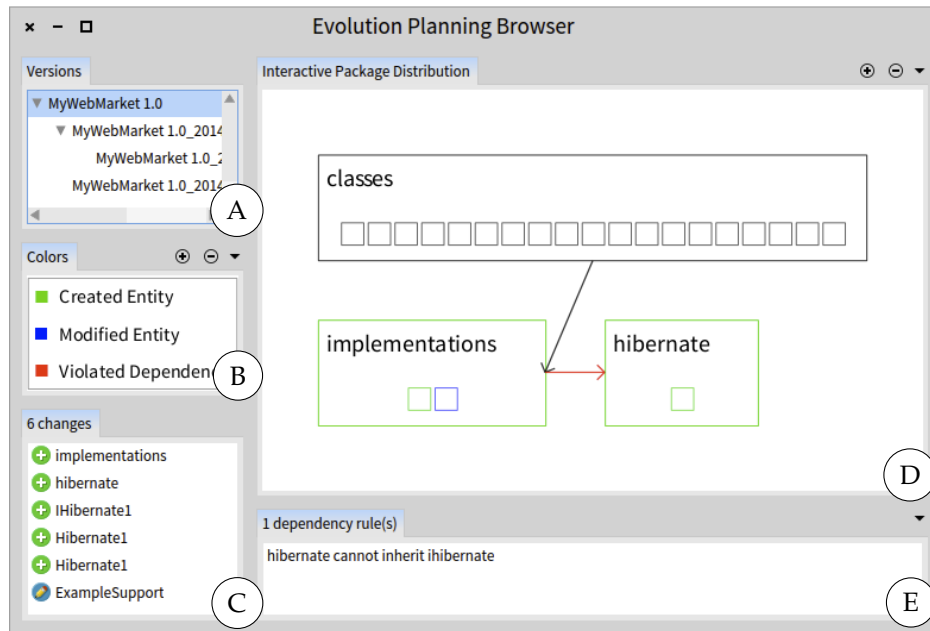 Evolution Planning Browser
Versions
MyWebMarket 1.0
MyWebMarket 1.0_2014
MyWebMarket 1.0_2
MyWebMarket 1.0_2014
A
Colors
Created Entity
Modified Entity
Violated Dependen
B
6 changes
implementations
hibernate
IHibernate1
Hibernate1
Hibernate1
ExampleSupport
C
Interactive Package Distribution
classes
implementations
hibernate
D
1 dependency rule(s)
hibernate cannot inherit ihibernate
E